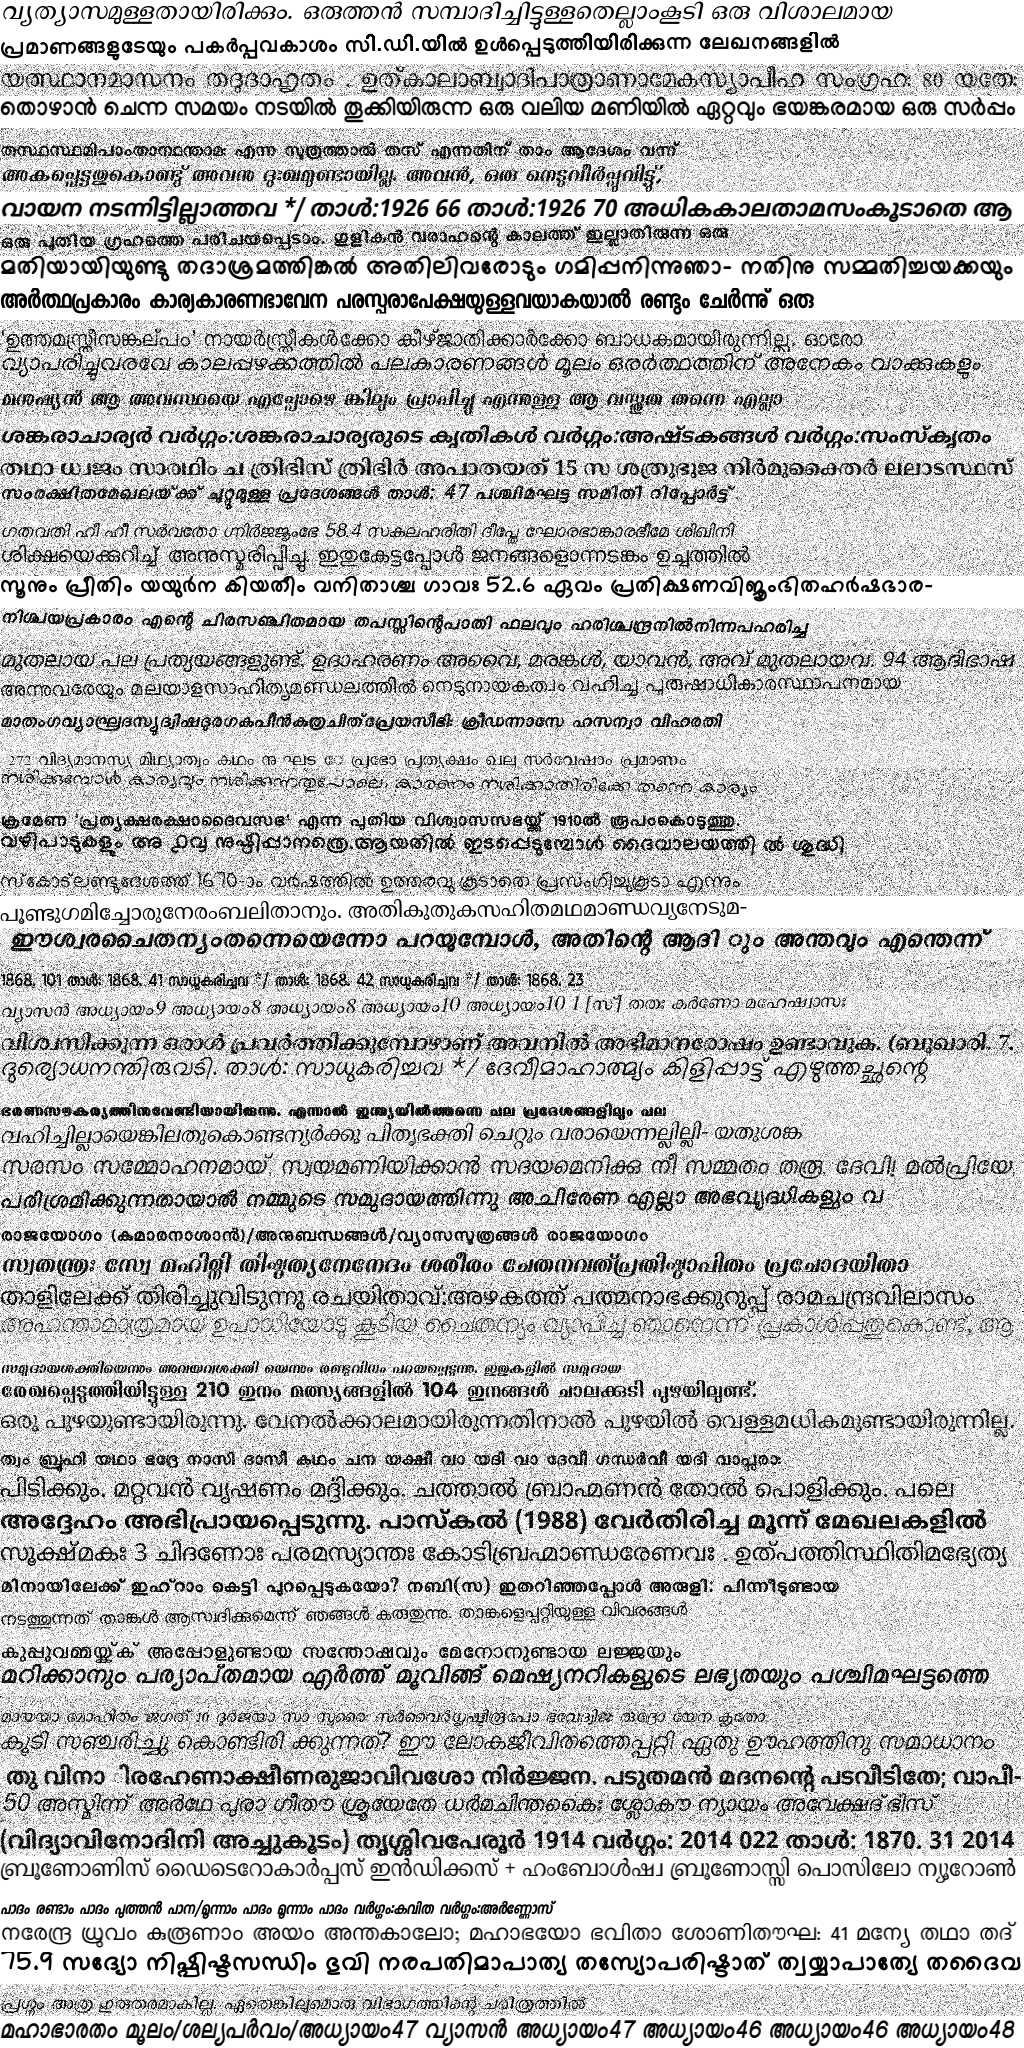 വ്യത്യാസമുള്ളതായിരിക്കും. ഒരുത്തൻ സമ്പാദിച്ചിട്ടുള്ളതെല്ലാംകൂടി ഒരു വിശാലമായ
പ്രമാണങ്ങളുടേയും പകർപ്പവകാശം സി.ഡി.യിൽ ഉൾപ്പെടുത്തിയിരിക്കുന്ന ലേഖനങ്ങളിൽ
യത്സ്ഥാനമാസനം തദുദാഹൃതം . ഉത്കാലാബ്വാദിപാത്രാണാമേകസ്യാപീഹ സംഗ്രഹഃ 80 യതേഃ
തൊഴാൻ ചെന്ന സമയം നടയിൽ തൂക്കിയിരുന്ന ഒരു വലിയ മണിയിൽ ഏറ്റവും ഭയങ്കരമായ ഒരു സർപ്പം
എന്ന സൂത്രത്താൽ തസ് എന്നതിന് താം ആദേശം വന്ന്
അകപ്പെട്ടതുകൊണ്ടു് അവനു ദുഃഖമുണ്ടായില്ല. അവൻ, ഒരു നെടുവീർപ്പുവിട്ടു്,
വായന നടന്നിട്ടില്ലാത്തവ */ താൾ:1926 66 താൾ:1926 70 അധികകാലതാമസംകൂടാതെ ആ
ഒരു പുതിയ ഗ്രഹത്തെ പരിചയപ്പെടാം. ഗുളികൻ വരാഹന്റെ കാലത്ത് ഇല്ലാതിരുന്ന ഒരു
മതിയായിയുണ്ടു തദാശ്രമത്തിങ്കൽ അതിലിവരോടും ഗമിപ്പനിന്നുഞാ- നതിനു സമ്മതിച്ചയക്കയും
അർത്ഥപ്രകാരം കാര്യകാരണഭാവേന പരസ്പരാപേക്ഷയുള്ളവയാകയാൽ രണ്ടും ചേർന്നു് ഒരു
'ഉത്തമസ്ത്രീസങ്കല്പം' നായർസ്ത്രീകൾക്കോ കീഴ്ജാതിക്കാർക്കോ ബാധകമായിരുന്നില്ല. ഓരോ
വ്യാപരിച്ചുവരവേ കാലപ്പഴക്കത്തിൽ പലകാരണങ്ങൾ മൂലം ഒരർത്ഥത്തിന് അനേകം വാക്കുകളും
മനുഷ്യൻ ആ അവസ്ഥയെ എപ്പോഴെ ങ്കിലും പ്രാപിച്ചു എന്നുള്ള ആ വസ്തുത തന്നെ എല്ലാ
ശങ്കരാചാര്യർ വർഗ്ഗം:ശങ്കരാചാര്യരുടെ കൃതികൾ വർഗ്ഗം:അഷ്ടകങ്ങൾ വർഗ്ഗം:സംസ്കൃതം
തഥാ ധ്വജം സാരഥിം ച ത്രിഭിസ് ത്രിഭിർ അപാതയത് 15 സ ശത്രുഭുജ നിർമുക്തൈർ ലലാടസ്ഥസ്
സംരക്ഷിതമേഖലയ്ക്ക് ചുറ്റുമുള്ള പ്രദേശങ്ങൾ താൾ: 47 പശ്ചിമഘട്ട സമിതി റിപ്പോർട്ട്
ഗതവതി ഹീ ഹീ സർവതോ ഗ്നിർജജൃംഭേ 58.4 സകലഹരിതി ദീപ്തേ ഘോരഭാങ്കാരഭീമേ ശിഖിനി
ശിക്ഷയെക്കുറിച്ച് അനുസ്മരിപ്പിച്ചു. ഇതുകേട്ടപ്പോൾ ജനങ്ങളൊന്നടങ്കം ഉച്ചത്തിൽ
സൂനും പ്രീതിം യയുർന കിയതീം വനിതാശ്ച ഗാവഃ 52.6 ഏവം പ്രതിക്ഷണവിജൃംഭിതഹർഷഭാര-
നിശ്ചയപ്രകാരം എന്റെ ചിരസഞ്ചിതമായ തപസ്സിന്റെപാതി ഫലവും ഹരിശ്ചന്ദ്രനിൽനിന്നപഹരിച്ച
മുതലായ പല പ്രത്യയങ്ങളുണ്ട്. ഉദാഹരണം അവൈ, മരങ്കൾ, യാവൻ, അവ് മുതലായവ. 94 ആദിഭാഷ
അന്നുവരേയും മലയാളസാഹിത്യമണ്ഡലത്തിൽ നെടുനായകത്വം വഹിച്ച പുരുഷാധികാരസ്ഥാപനമായ
മാതംഗവ്യാഘ്രദസ്യുദ്വിഷദുരഗകപീൻകുത്രചിത്പ്രേയസീഭിഃ ക്രീഡന്നാസേ ഹസന്വാ വിഹരതി
272 വിദ്യമാനസ്യ മിഥ്യാത്വം കഥം നു ഘട േ പ്രഭോ പ്രത്യക്ഷം ഖലു സർവേഷാം പ്രമാണം
നശിക്കുമ്പോൾ കാര്യവും നശിക്കുന്നതുപോലെ, കാരണം നശിക്കാതിരിക്കേ തന്നെ കാര്യം
ക്രമേണ 'പ്രത്യക്ഷരക്ഷാദൈവസഭ' എന്ന പുതിയ വിശ്വാസസഭയ്ക്ക് 1910ൽ രൂപംകൊടുത്തു.
വഴിപാടുകളും അനുഷ്ഠിപ്പാനത്രെ.ആയതിൽ ഇടപെടുമ്പോൾ ദൈവാലയത്തി ൽ ശുദ്ധി
സ്കോട്‌ലണ്ടുദേശത്ത് 1670-ാം വർഷത്തിൽ ഉത്തരവു കൂടാതെ പ്രസംഗിച്ചുകൂടാ എന്നും
പൂണ്ടുഗമിച്ചോരുനേരംബലിതാനും. അതികുതുകസഹിതമഥമാണ്ഡവ്യനേടുമ-
ഈശ്വരചൈതന്യംതന്നെയെന്നോ പറയുമ്പോൾ, അതിന്റെ ആദി റും അന്തവും എന്തെന്ന്
1868, 101 താൾ: 1868. 41 സാധൂകരിച്ചവ */ താൾ: 1868. 42 സാധൂകരിച്ചവ */ താൾ: 1868. 23
വ്യാസൻ അധ്യായം9 അധ്യായം8 അധ്യായം8 അധ്യായം10 അധ്യായം10 1 [സ്] തതഃ കർണോ മഹേഷ്വാസഃ
വിശ്വസിക്കുന്ന ഒരാൾ പ്രവർത്തിക്കുമ്പോഴാണ് അവനിൽ അഭിമാനരോഷം ഉണ്ടാവുക. (ബുഖാരി. 7.
ദുര്യോധനന്തിരുവടി. താൾ: സാധൂകരിച്ചവ */ ദേവീമാഹാത്മ്യം കിളിപ്പാട്ട് എഴുത്തച്ഛന്റെ
ഭരണസൗകര്യത്തിനുവേണ്ടിയായിരുന്നു. എന്നാൽ ഇന്ത്യയിൽത്തന്നെ പല പ്രദേശങ്ങളിലും പല
വഹിച്ചില്ലായെങ്കിലതുകൊണ്ടന്യർക്കു പിതൃഭക്തി ചെറ്റും വരായെന്നല്ലില്ലി- യതുശങ്ക
സരസം സമ്മോഹനമായ്, സ്വയമണിയിക്കാൻ സദയമെനിക്കു നീ സമ്മതം തരൂ, ദേവി! മൽപ്രിയേ,
പരിശ്രമിക്കുന്നതായാൽ നമ്മുടെ സമുദായത്തിന്നു അചിരേണ എല്ലാ അഭിവൃദ്ധികളും വ
രാജയോഗം (കുമാരനാശാൻ)/അനുബന്ധങ്ങൾ/വ്യാസസൂത്രങ്ങൾ രാജയോഗം
സ്വതന്ത്രഃ സ്വേ മഹിമ്നി തിഷ്ഠത്യനേനേദം ശരീരം ചേതനവത്പ്രതിഷ്ഠാപിതം പ്രചോദയിതാ
താളിലേക്ക് തിരിച്ചുവിടുന്നു രചയിതാവ്:അഴകത്ത് പത്മനാഭക്കുറുപ്പ് രാമചന്ദ്രവിലാസം
അഹന്താമാത്രമായ ഉപാധിയോടു കൂടിയ ചൈതന്യം വ്യാപിച്ച ഞാനെന്ന് പ്രകാശിപ്പതുകൊണ്ട്, ആ
സമുദായശക്തിയെന്നും അവയവശക്തി യെന്നും രണ്ടുവിധം പറയപ്പെടുന്നു. ഇതുകളിൽ സമുദായ
രേഖപ്പെടുത്തിയിട്ടുള്ള 210 ഇനം മത്സ്യങ്ങളിൽ 104 ഇനങ്ങൾ ചാലക്കുടി പുഴയിലുണ്ട്.
ഒരു പുഴയുണ്ടായിരുന്നു. വേനൽക്കാലമായിരുന്നതിനാൽ പുഴയിൽ വെള്ളമധികമുണ്ടായിരുന്നില്ല.
ത്വം ബ്രൂഹി യഥാ ഭദ്രേ നാസി ദാസീ കഥം ചന യക്ഷീ വാ യദി വാ ദേവീ ഗന്ധർവീ യദി വാപ്സരാഃ
പിടിക്കും. മറ്റവൻ വൃഷണം മർദ്ദിക്കും. ചത്താൽ ബ്രാഹ്മണൻ തോൽ പൊളിക്കും. പലെ
അദ്ദേഹം അഭിപ്രായപ്പെടുന്നു. പാസ്കൽ (1988) വേർതിരിച്ച മൂന്ന് മേഖലകളിൽ
സൂക്ഷ്മകഃ 3 ചിദണോഃ പരമസ്യാന്തഃ കോടിബ്രഹ്മാണ്ഡരേണവഃ . ഉത്പത്തിസ്ഥിതിമഭ്യേത്യ
മിനായിലേക്ക് ഇഹ്റാം കെട്ടി പുറപ്പെടുകയോ? നബി(സ) ഇതറിഞ്ഞപ്പോൾ അരുളി: പിന്നീടുണ്ടായ
നടത്തുന്നത് താങ്കൾ ആസ്വദിക്കുമെന്ന് ഞങ്ങൾ കരുതുന്നു. താങ്കളെപ്പറ്റിയുള്ള വിവരങ്ങൾ
കുപ്പുവമ്മയ്ക്ക്ക് അപ്പോളുണ്ടായ സന്തോഷവും മേനോനുണ്ടായ ലജ്ജയും
മറിക്കാനും പര്യാപ്തമായ എർത്ത് മൂവിങ്ങ് മെഷ്യനറികളുടെ ലഭ്യതയും പശ്ചിമഘട്ടത്തെ
മായയാ മോഹിതം ജഗത് 10 ഭവേദ്വിജഃ രുദ്രോ യേന കൃതോ
കൂടി സഞ്ചരിച്ചു കൊണ്ടിരി ക്കുന്നത്? ഈ ലോകജീവിതത്തെപ്പറ്റി ഏതു ഊഹത്തിനു സമാധാനം
തു വിനാ ിരഹേണാക്ഷീണരുജാവിവശോ നിർജ്ജന. പടുതമൻ മദനന്റെ പടവീടിതേ; വാപീ-
50 അസ്മിന്ന് അർഥേ പുരാ ഗീതൗ ശ്രൂയേതേ ധർമചിന്തകൈഃ ശ്ലോകൗ ന്യായം അവേക്ഷദ്ഭിസ്
(വിദ്യാവിനോദിനി അച്ചുകൂടം) തൃശ്ശിവപേരൂർ 1914 വർഗ്ഗം: 2014 022 താൾ: 1870. 31 2014
ബ്രൂണോണിസ് ഡൈടെറോകാർപ്പസ് ഇൻഡിക്കസ് + ഹംബോൾഷ്വ ബ്രൂണോസ്സി പൊസിലോ ന്യൂറോൺ
പാദം രണ്ടാം പാദം പുത്തൻ പാന/മൂന്നാം പാദം മൂന്നാം പാദം വർഗ്ഗം:കവിത വർഗ്ഗം:അർണ്ണോസ്
നരേന്ദ്ര ധ്രുവം കുരൂണാം അയം അന്തകാലോ; മഹാഭയോ ഭവിതാ ശോണിതൗഘഃ 41 മന്യേ തഥാ തദ്
75.9 സദ്യോ നിഷ്പിഷ്ടസന്ധിം ഭുവി നരപതിമാപാത്യ തസ്യോപരിഷ്ടാത് ത്വയ്യാപാത്യേ തദൈവ
പ്രശ്നം അത്ര ഗുരുതരമാകില്ല. ഏതെങ്കിലുമൊരു വിഭാഗത്തിന്റെ ചരിത്രത്തിൽ
മഹാഭാരതം മൂലം/ശല്യപർവം/അധ്യായം47 വ്യാസൻ അധ്യായം47 അധ്യായം46 അധ്യായം46 അധ്യായം48